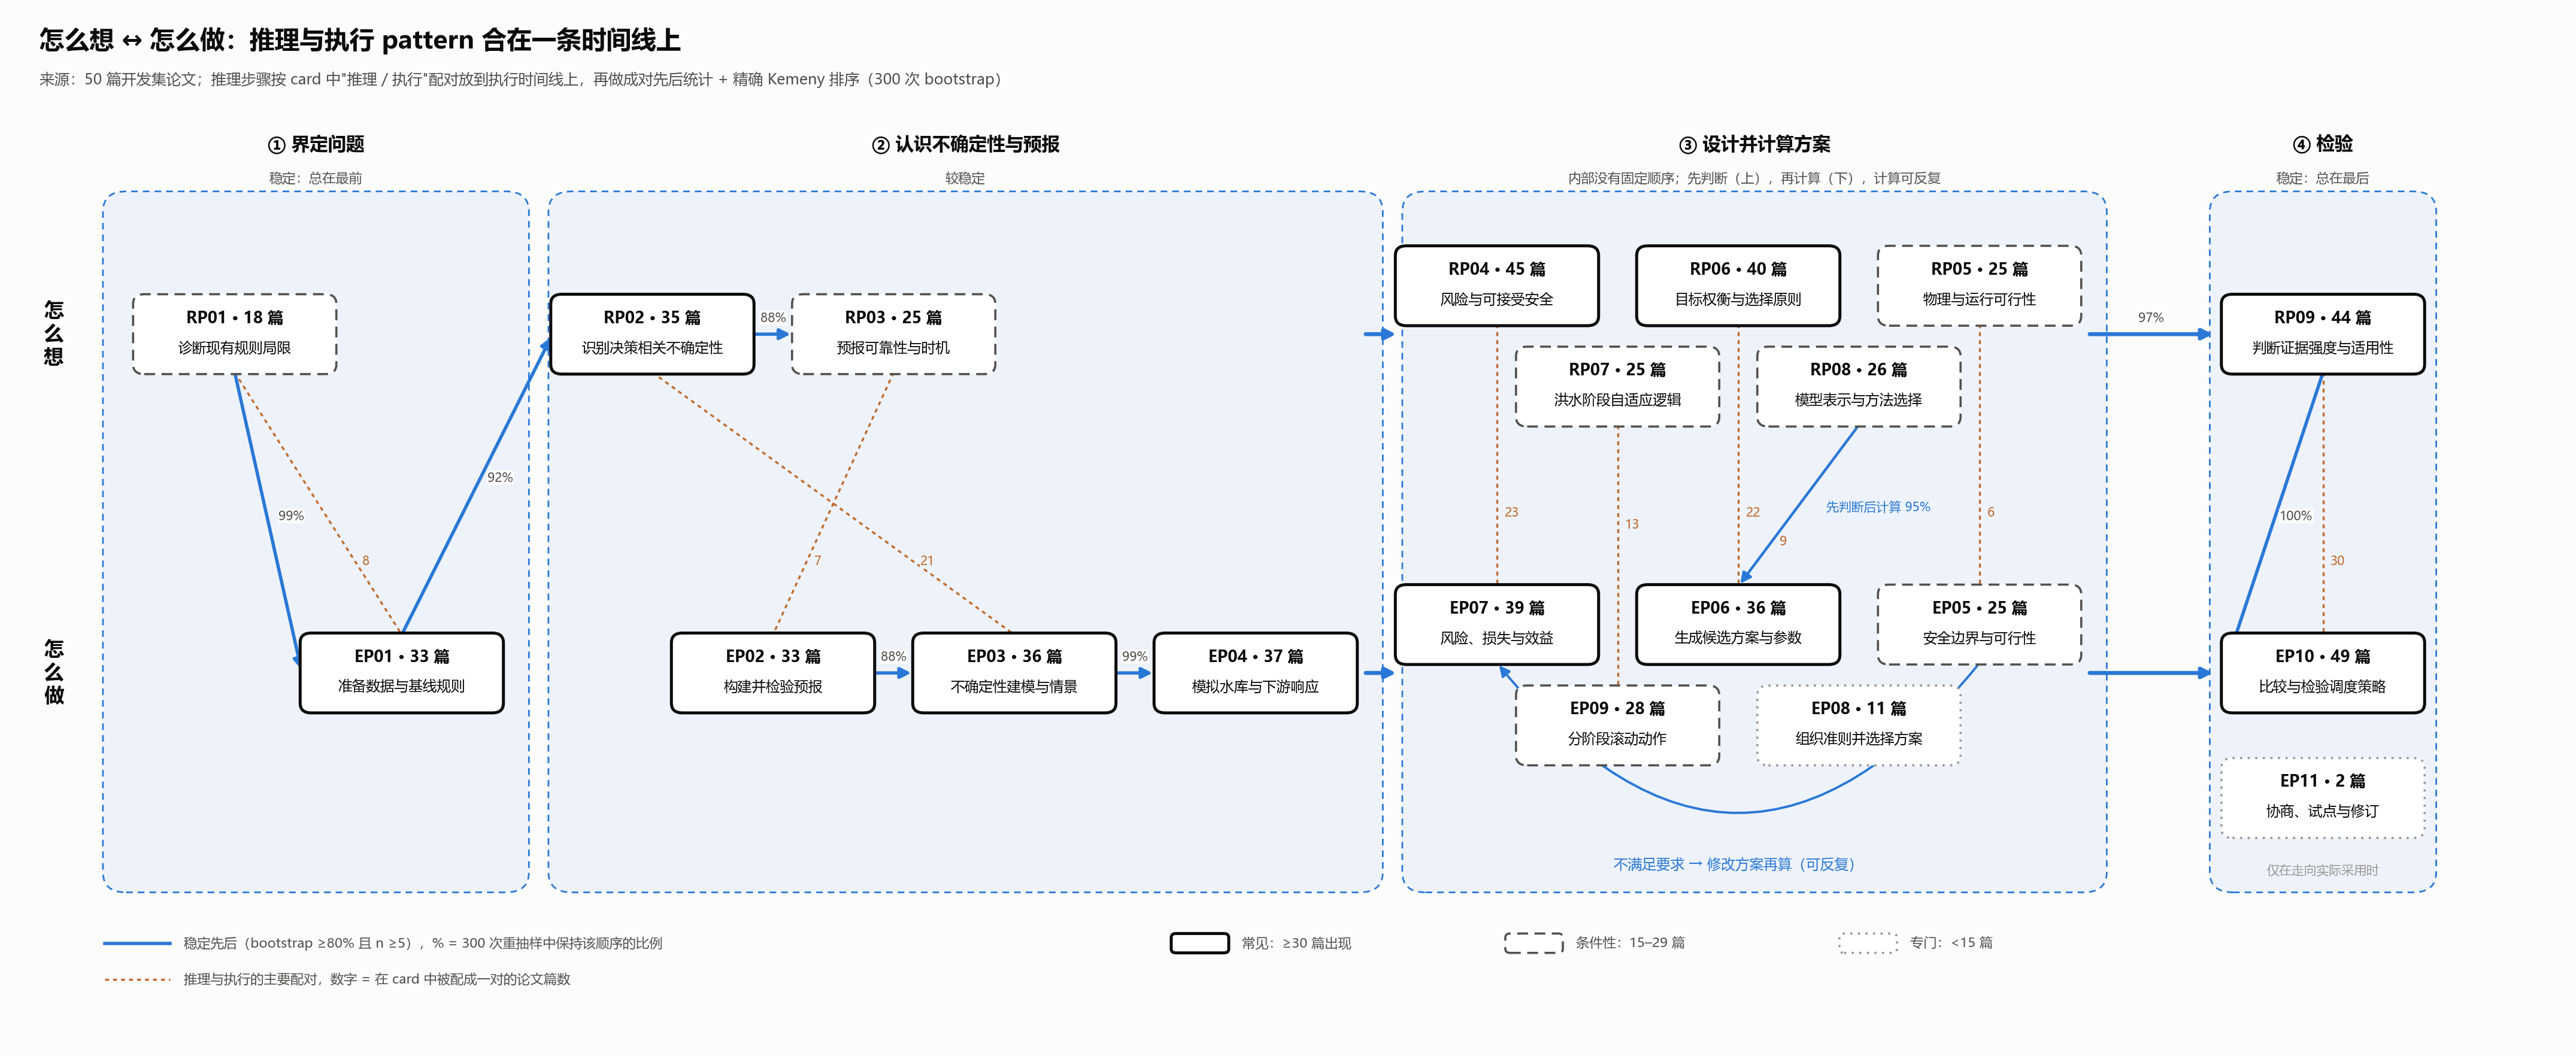 怎么想 ↔ 怎么做：推理与执行 pattern 合在一条时间线上
来源：50 篇开发集论文；推理步骤按 card 中"推理 / 执行"配对放到执行时间线上，再做成对先后统计 + 精确 Kemeny 排序（300 次 bootstrap）
① 界定问题
稳定：总在最前
② 认识不确定性与预报
较稳定
③ 设计并计算方案
内部没有固定顺序；先判断（上），再计算（下），计算可反复
④ 检验
稳定：总在最后
怎么想
RP01 • 18 篇
诊断现有规则局限
RP02 • 35 篇
识别决策相关不确定性
88%
RP03 • 25 篇
预报可靠性与时机
RP04 • 45 篇
风险与可接受安全
RP06 • 40 篇
目标权衡与选择原则
RP05 • 25 篇
物理与运行可行性
RP07 • 25 篇
洪水阶段自适应逻辑
RP08 • 26 篇
模型表示与方法选择
97%
RP09 • 44 篇
判断证据强度与适用性
99%
8
92%
7
21
23
13
22
9
先判断后计算 95%
6
100%
30
怎么做
EP01 • 33 篇
准备数据与基线规则
EP02 • 33 篇
构建并检验预报
88%
EP03 • 36 篇
不确定性建模与情景
99%
EP04 • 37 篇
模拟水库与下游响应
EP07 • 39 篇
风险、损失与效益
EP06 • 36 篇
生成候选方案与参数
EP05 • 25 篇
安全边界与可行性
EP09 • 28 篇
分阶段滚动动作
EP08 • 11 篇
组织准则并选择方案
不满足要求 → 修改方案再算（可反复）
EP10 • 49 篇
比较与检验调度策略
EP11 • 2 篇
协商、试点与修订
仅在走向实际采用时
稳定先后（bootstrap ≥80% 且 n ≥5），% = 300 次重抽样中保持该顺序的比例
常见：≥30 篇出现
条件性：15–29 篇
专门：<15 篇
推理与执行的主要配对，数字 = 在 card 中被配成一对的论文篇数